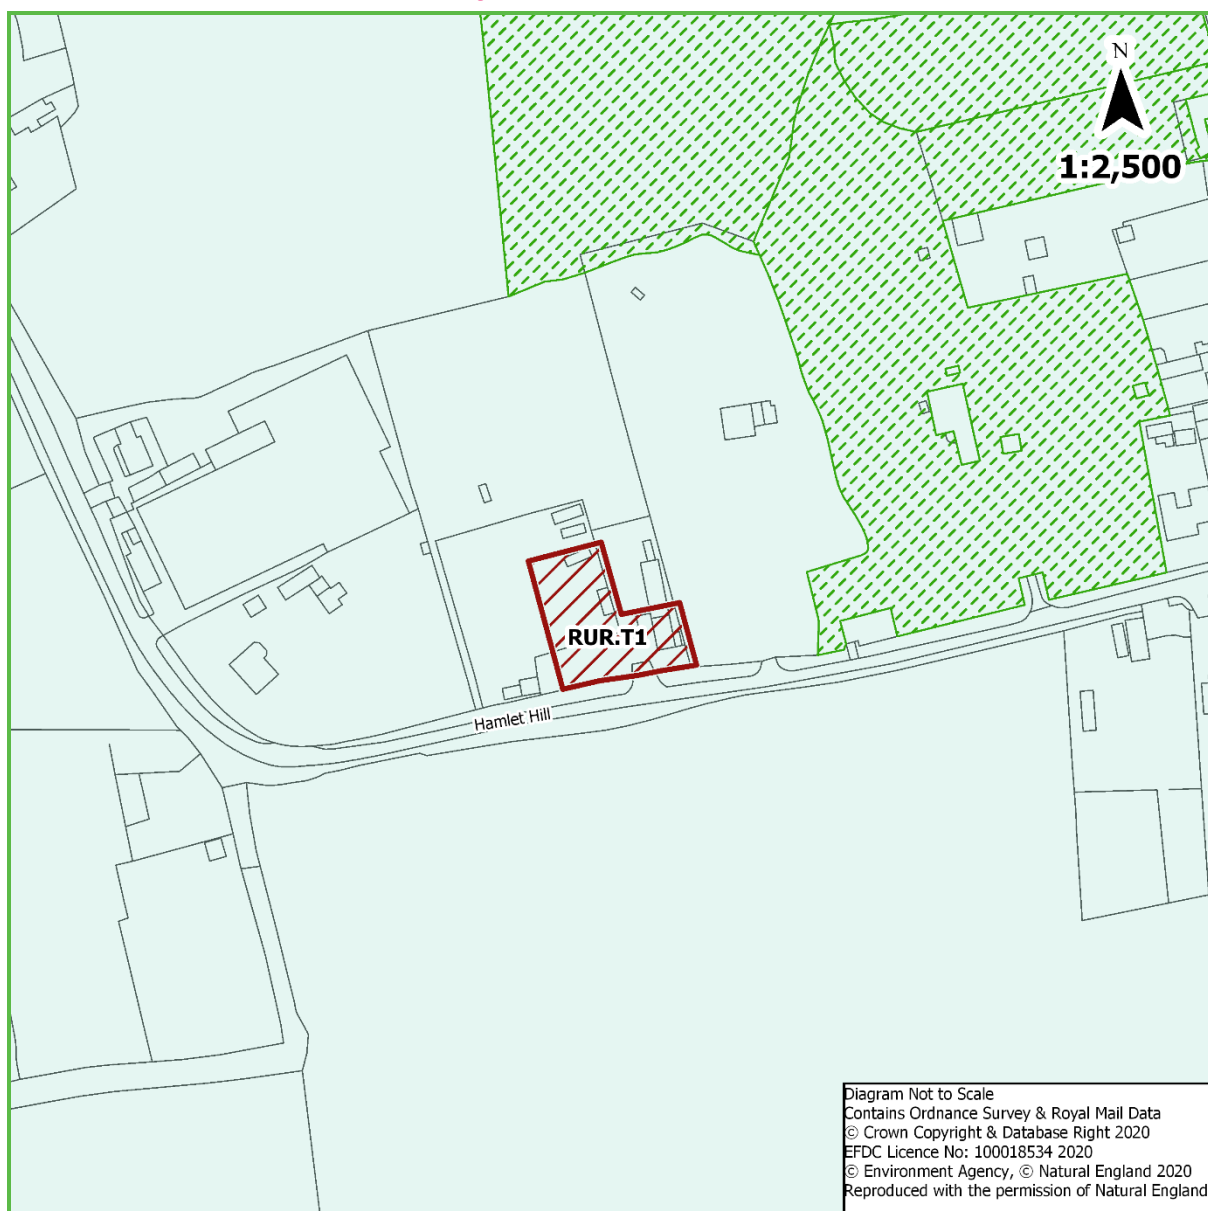 N
1:2,500
RUR.T1
Hamlet Hill
Diagram Not to Scale
Contains Ordnance Survey & Royal Mail Data
© Crown Copyright & Database Right 2020
EFDC Licence No: 100018534 2020
© Environment Agency, © Natural England 2020
Reproduced with the permission of Natural England